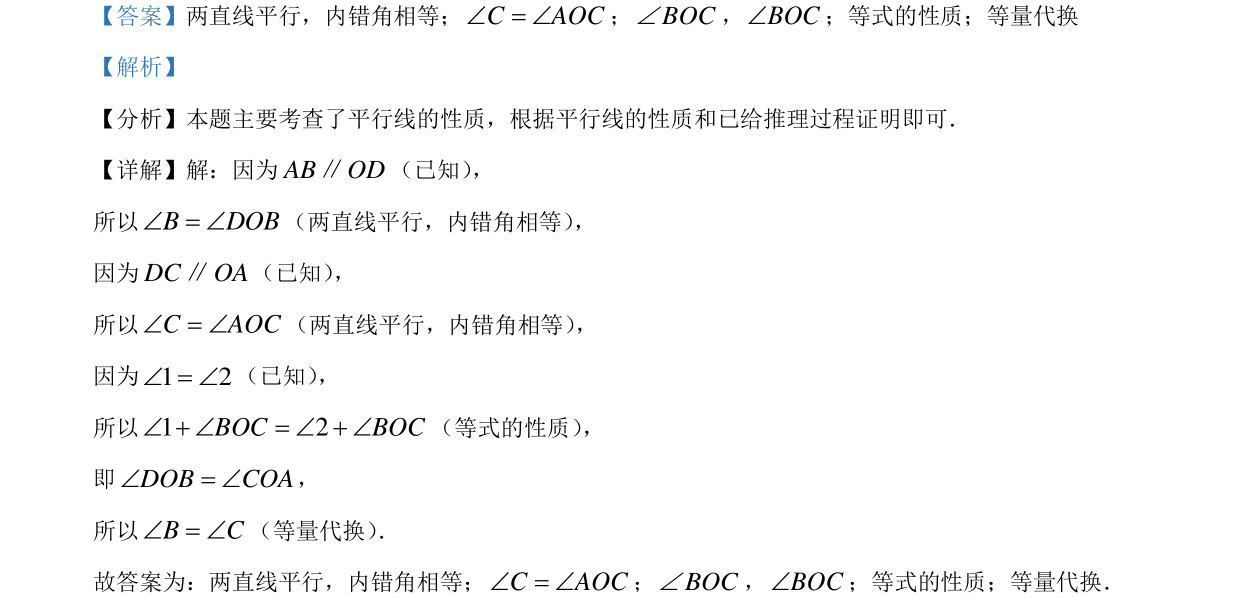 【答案】两直线平行，内错角相等；∠C = ∠AOC；∠BOC，∠BOC；等式的性质；等量代换
【解析】
【分析】本题主要考查了平行线的性质，根据平行线的性质和已给推理过程证明即可．
【详解】解：因为 AB∥OD（已知），
所以∠B = ∠DOB（两直线平行，内错角相等），
因为 DC∥OA（已知），
所以∠C = ∠AOC（两直线平行，内错角相等），
因为∠1 = ∠2（已知），
所以∠1+ ∠BOC = ∠2+ ∠BOC（等式的性质），
即∠DOB = ∠COA，
所以∠B = ∠C（等量代换）．
故答案为：两直线平行，内错角相等；∠C = ∠AOC；∠BOC，∠BOC；等式的性质；等量代换．